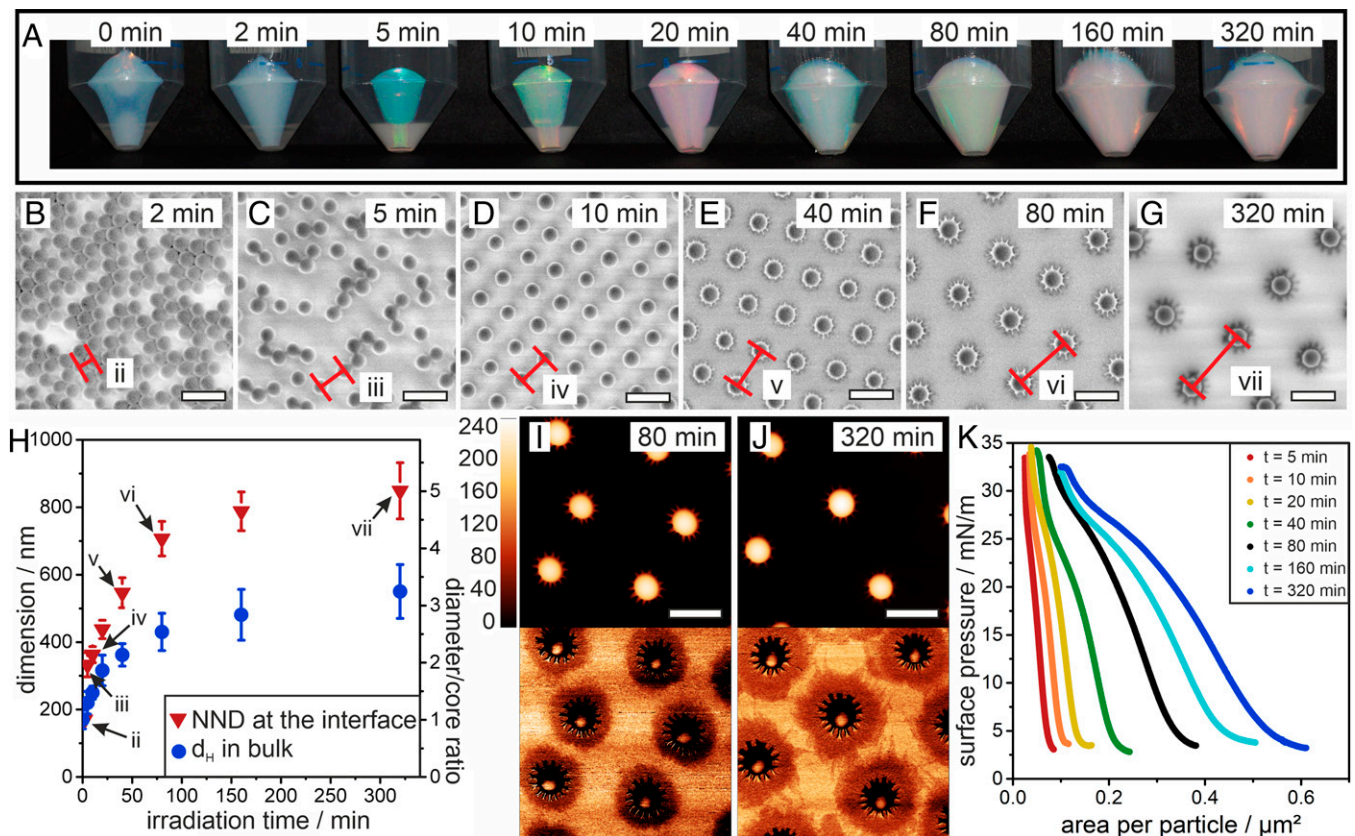 A 0 min 2 min 5 min 10 min 20 min 40 min 80 min 160 min 320 min
B 2 min
ii
C 5 min
iii
D 10 min
iv
E 40 min
v
F 80 min
vi
G 320 min
vii
H
dimension / nm
1000
800
600
400
200
0
vi
v
iv
iii
ii
vii
NND at the interface
dH in bulk
5
4
3
2
1
0
diameter/core ratio
0 50 100 150 200 250 300
irradiation time / min
240
200
160
120
80
40
0
I 80 min
J 320 min
K
surface pressure / mN/m
35
30
25
20
15
10
5
0
t = 5 min
t = 10 min
t = 20 min
t = 40 min
t = 80 min
t = 160 min
t = 320 min
0.0 0.2 0.4 0.6
area per particle / µm²